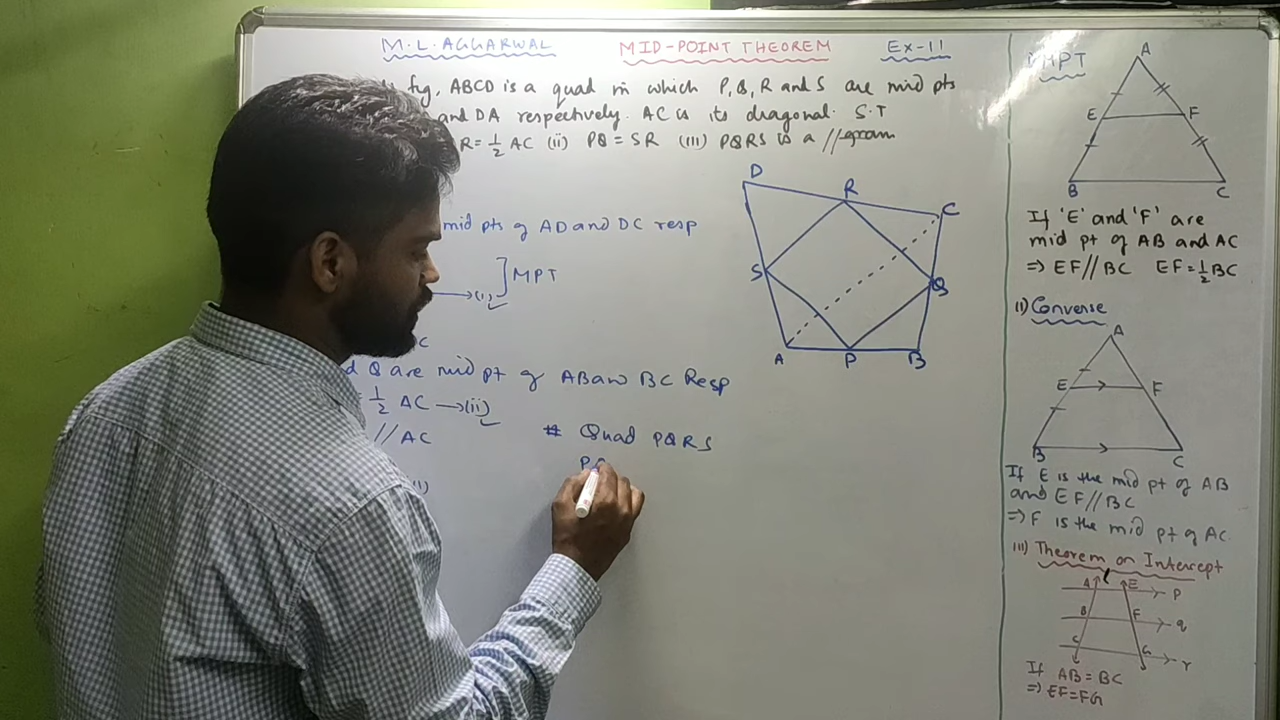 M.L. AGGARWAL MID-POINT THEOREM Ex-11
fig, ABCD is a quad in which P, Q, R and S are mid pts
and DA respectively. AC is its diagonal. S.T
R = 1/2 AC (ii) PQ = SR (III) PQRS is a //gram
mid pts of AD and DC resp
→(i) ] MPT
C
d Q are mid pt of AB and BC Resp
1/2 AC →(ii)
// AC
# Quad PQRS
PQ
D R C
S Q
A P B
MPT
A
E F
B C
If 'E' and 'F' are
mid pt of AB and AC
⇒ EF // BC EF = 1/2 BC
(ii) Converse
A
E F
B C
If E is the mid pt of AB
and EF // BC
⇒ F is the mid pt of AC
(iii) Theorem on Intercept
A E P
B F q
C G r
If AB = BC
⇒ EF = FG